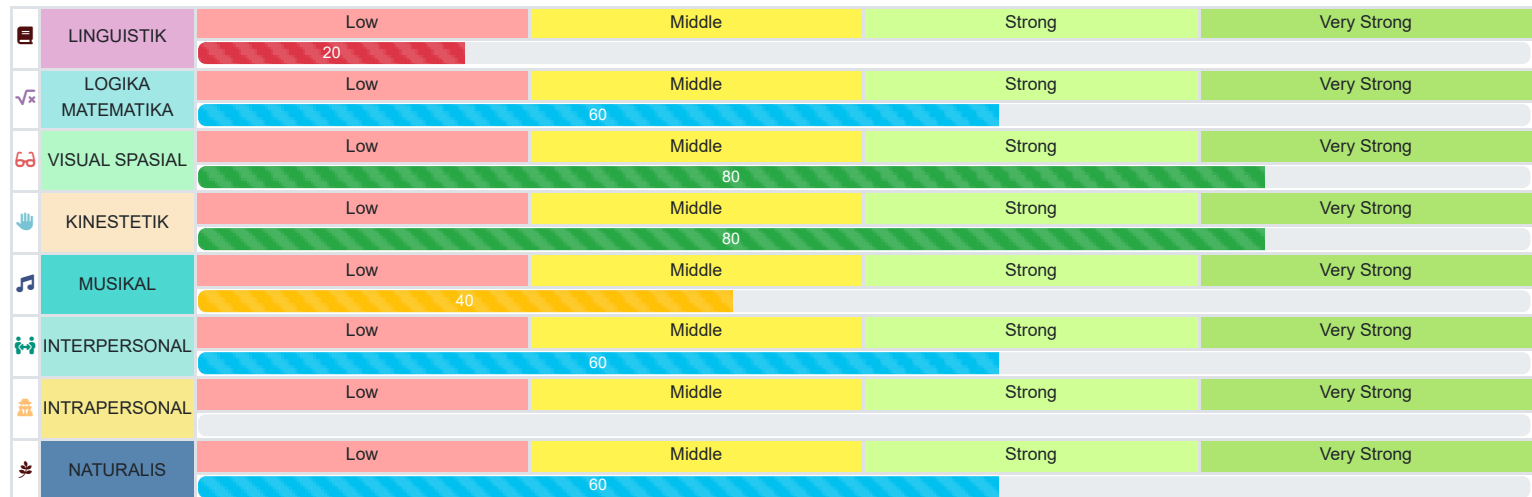 LINGUISTIK
Low Middle Strong Very Strong
20
LOGIKA
MATEMATIKA
Low Middle Strong Very Strong
60
VISUAL SPASIAL
Low Middle Strong Very Strong
80
KINESTETIK
Low Middle Strong Very Strong
80
MUSIKAL
Low Middle Strong Very Strong
40
INTERPERSONAL
Low Middle Strong Very Strong
60
INTRAPERSONAL
Low Middle Strong Very Strong
NATURALIS
Low Middle Strong Very Strong
60